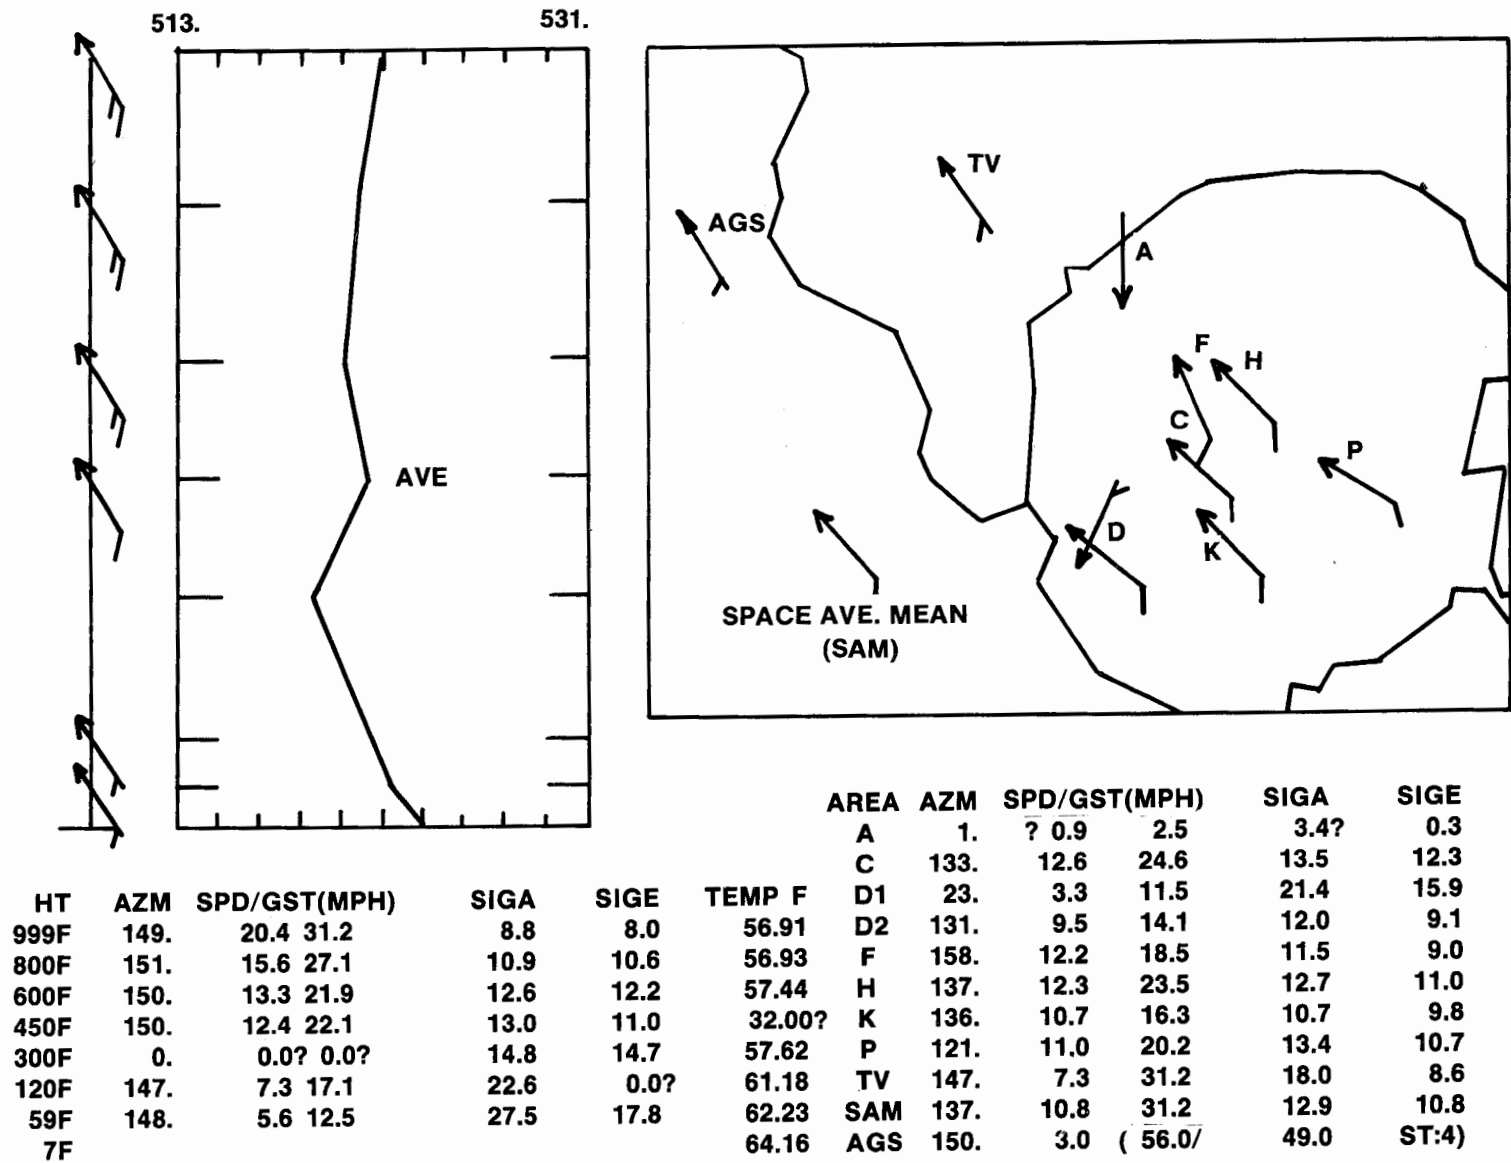 513. 531.
AVE
TV
AGS
A
F
H
C
P
D
K
SPACE AVE. MEAN
(SAM)
HT AZM SPD/GST(MPH) SIGA SIGE TEMP F
999F 149. 20.4 31.2 8.8 8.0 56.91
800F 151. 15.6 27.1 10.9 10.6 56.93
600F 150. 13.3 21.9 12.6 12.2 57.44
450F 150. 12.4 22.1 13.0 11.0 32.00?
300F 0. 0.0? 0.0? 14.8 14.7 57.62
120F 147. 7.3 17.1 22.6 0.0? 61.18
59F 148. 5.6 12.5 27.5 17.8 62.23
7F 64.16
AREA AZM SPD/GST(MPH) SIGA SIGE
A 1. ? 0.9 2.5 3.4? 0.3
C 133. 12.6 24.6 13.5 12.3
D1 23. 3.3 11.5 21.4 15.9
D2 131. 9.5 14.1 12.0 9.1
F 158. 12.2 18.5 11.5 9.0
H 137. 12.3 23.5 12.7 11.0
K 136. 10.7 16.3 10.7 9.8
P 121. 11.0 20.2 13.4 10.7
TV 147. 7.3 31.2 18.0 8.6
SAM 137. 10.8 31.2 12.9 10.8
AGS 150. 3.0 ( 56.0/ 49.0 ST:4)